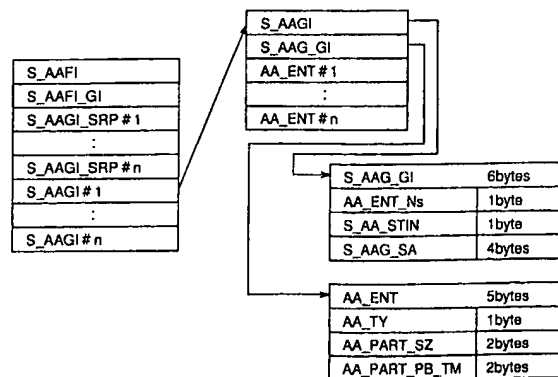 S_AAFI
S_AAFI_GI
S_AAGI_SRP#1
:
S_AAGI_SRP#n
S_AAGI#1
:
S_AAGI#n
S_AAGI
S_AAG_GI
AA_ENT#1
:
AA_ENT#n
S_AAG_GI 6bytes
AA_ENT_Ns 1byte
S_AA_STIN 1byte
S_AAG_SA 4bytes
AA_ENT 5bytes
AA_TY 1byte
AA_PART_SZ 2bytes
AA_PART_PB_TM 2bytes